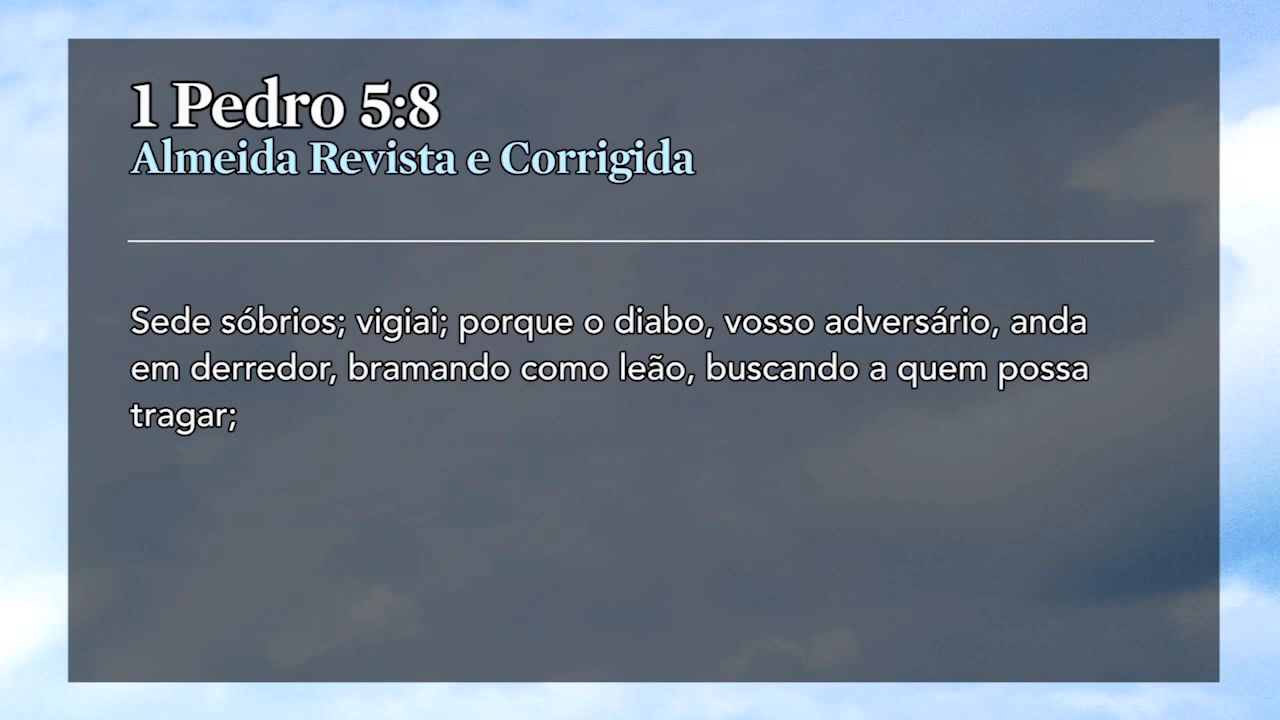 1 Pedro 5:8
Almeida Revista e Corrigida
Sede sóbrios; vigiai; porque o diabo, vosso adversário, anda
em derredor, bramando como leão, buscando a quem possa
tragar;